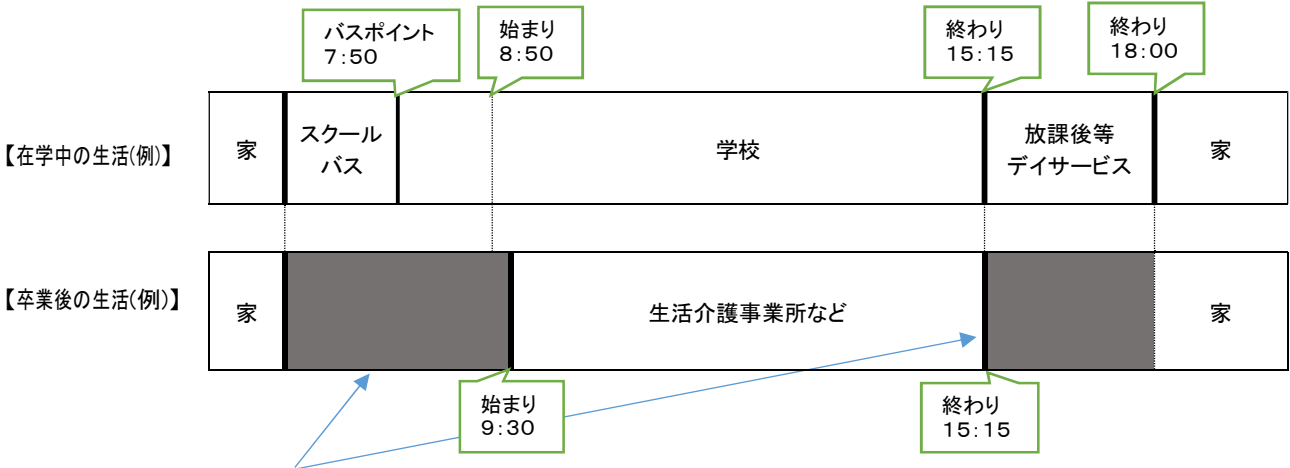 バスポイント
7:50
始まり
8:50
終わり
15:15
終わり
18:00
【在学中の生活(例)】
家
スクール
バス
学校
放課後等
デイサービス
家
【卒業後の生活(例)】
家
生活介護事業所など
家
始まり
9:30
終わり
15:15